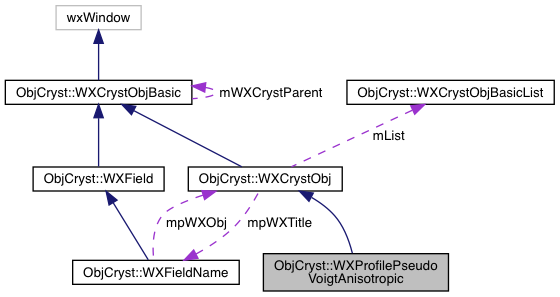 wxWindow
ObjCryst::WXCrystObjBasic
mWXCrystParent
ObjCryst::WXCrystObjBasicList
mList
ObjCryst::WXField
ObjCryst::WXCrystObj
mpWXObj
mpWXTitle
ObjCryst::WXFieldName
ObjCryst::WXProfilePseudo
VoigtAnisotropic